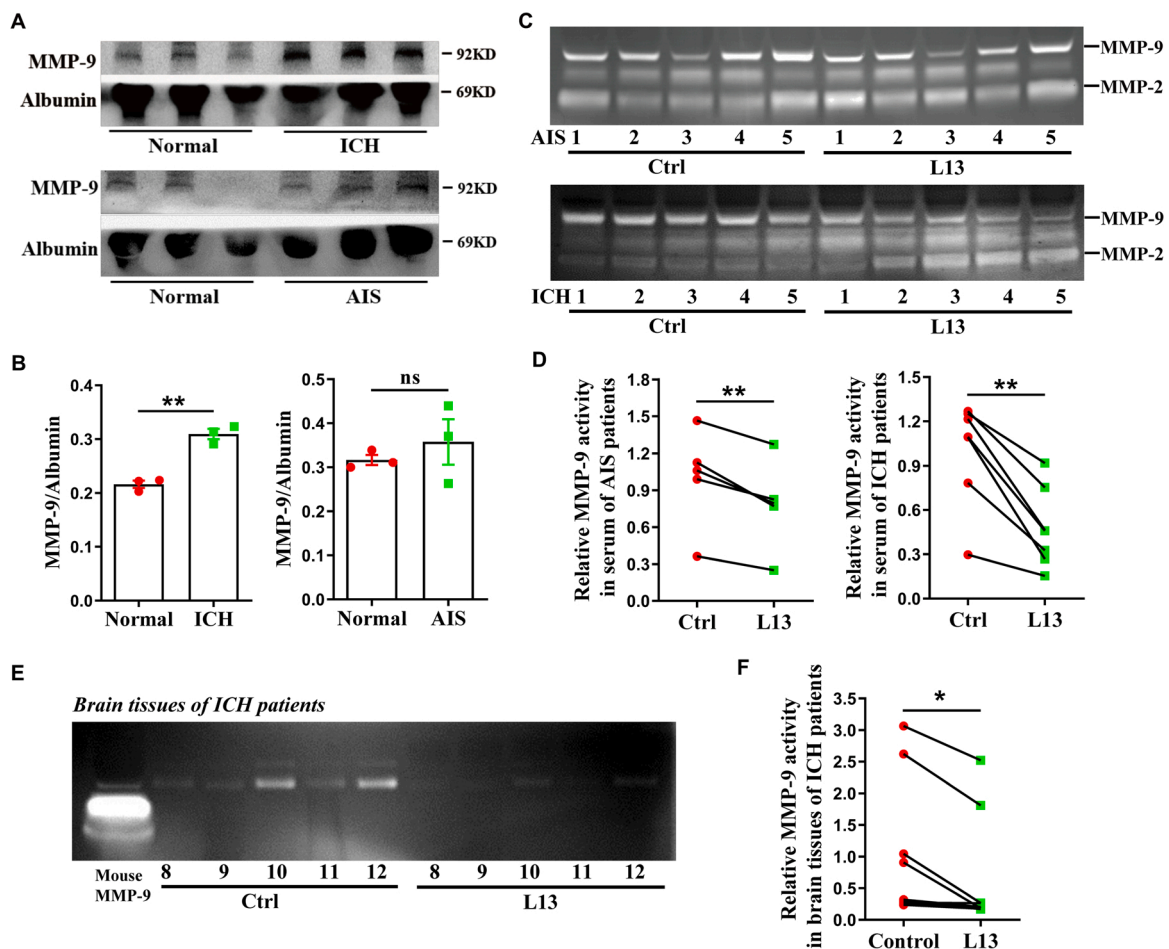 A
MMP-9
92KD
Albumin
69KD
Normal
ICH
MMP-9
92KD
Albumin
69KD
Normal
AIS
C
MMP-9
MMP-2
AIS 1 2 3 4 5 1 2 3 4 5
Ctrl
L13
MMP-9
MMP-2
ICH 1 2 3 4 5 1 2 3 4 5
Ctrl
L13
B
MMP-9/Albumin
0.4
0.3
0.2
0.1
0.0
**
Normal
ICH
MMP-9/Albumin
0.5
0.4
0.3
0.2
0.1
0.0
ns
Normal
AIS
D
Relative MMP-9 activity
in serum of AIS patients
1.8
1.5
1.2
0.9
0.6
0.3
0.0
**
Ctrl
L13
Relative MMP-9 activity
in serum of ICH patients
1.5
1.2
0.9
0.6
0.3
0.0
**
Ctrl
L13
E
Brain tissues of ICH patients
Mouse
MMP-9
8 9 10 11 12 8 9 10 11 12
Ctrl
L13
F
Relative MMP-9 activity
in brain tissues of ICH patients
3.5
3.0
2.5
2.0
1.5
1.0
0.5
0.0
*
Control
L13